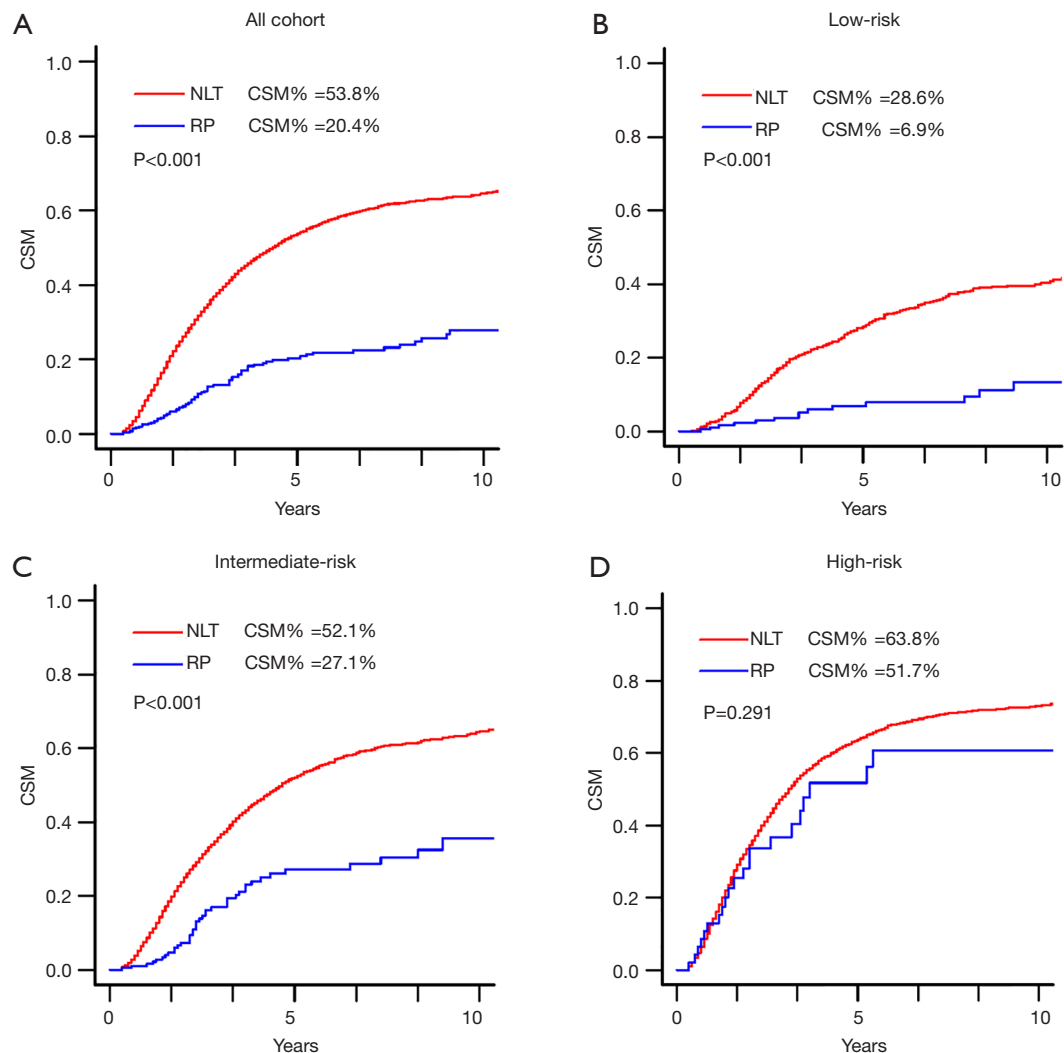 A
All cohort
1.0
0.8
0.6
0.4
0.2
0.0
CSM
NLT CSM% =53.8%
RP CSM% =20.4%
P<0.001
0 5 10
Years
B
Low-risk
1.0
0.8
0.6
0.4
0.2
0.0
CSM
NLT CSM% =28.6%
RP CSM% =6.9%
P<0.001
0 5 10
Years
C
Intermediate-risk
1.0
0.8
0.6
0.4
0.2
0.0
CSM
NLT CSM% =52.1%
RP CSM% =27.1%
P<0.001
0 5 10
Years
D
High-risk
1.0
0.8
0.6
0.4
0.2
0.0
CSM
NLT CSM% =63.8%
RP CSM% =51.7%
P=0.291
0 5 10
Years